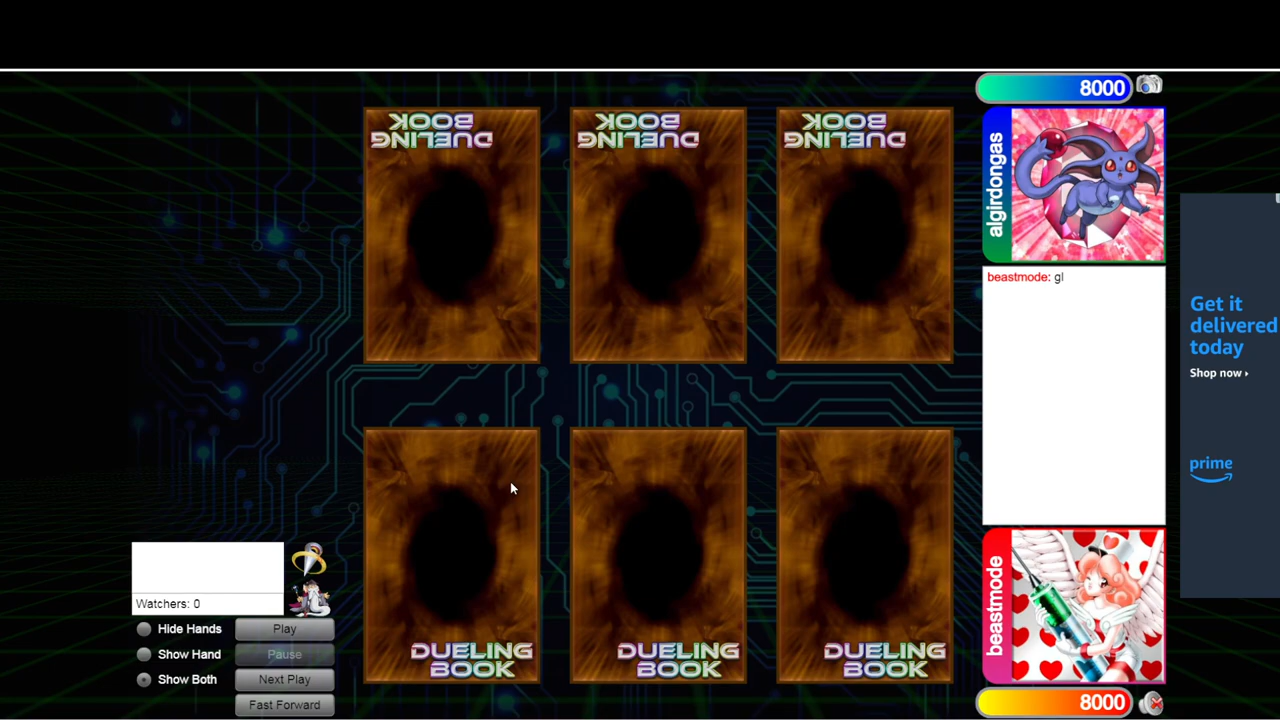 8000
DUELING
BOOK
DUELING
BOOK
DUELING
BOOK
algirdongas
beastmode: gl
Get it
delivered
today
Shop now ›
prime
DUELING
BOOK
DUELING
BOOK
DUELING
BOOK
beastmode
8000
Watchers: 0
Hide Hands
Play
Show Hand
Pause
Show Both
Next Play
Fast Forward